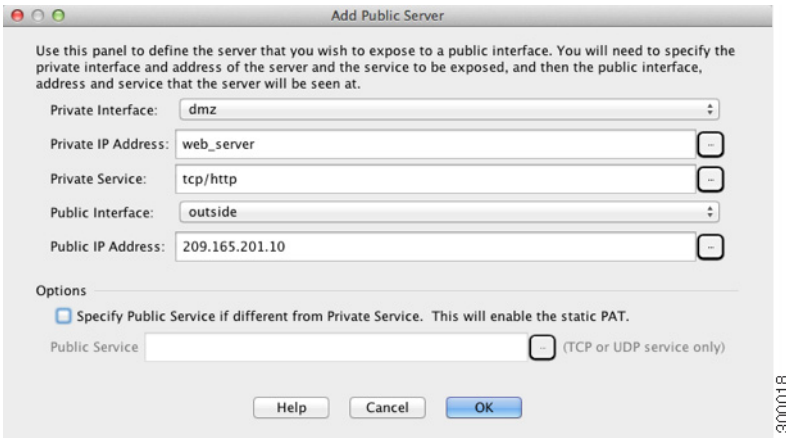 Add Public Server
Use this panel to define the server that you wish to expose to a public interface. You will need to specify the
private interface and address of the server and the service to be exposed, and then the public interface,
address and service that the server will be seen at.
Private Interface: dmz
Private IP Address: web_server ...
Private Service: tcp/http ...
Public Interface: outside
Public IP Address: 209.165.201.10 ...
Options
Specify Public Service if different from Private Service. This will enable the static PAT.
Public Service ... (TCP or UDP service only)
Help Cancel OK
300018